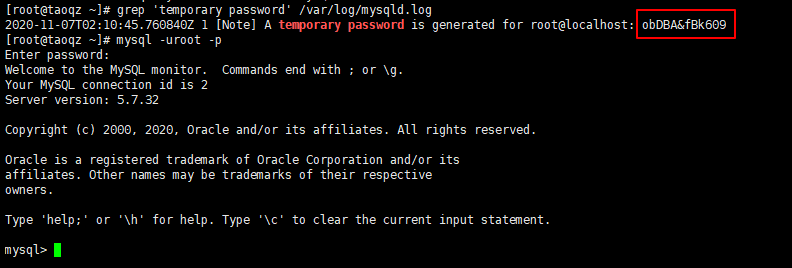 [root@taoqz ~]# grep 'temporary password' /var/log/mysqld.log
2020-11-07T02:10:45.760840Z 1 [Note] A temporary password is generated for root@localhost: obDBA&fBk609
[root@taoqz ~]# mysql -uroot -p
Enter password:
Welcome to the MySQL monitor.  Commands end with ; or \g.
Your MySQL connection id is 2
Server version: 5.7.32
Copyright (c) 2000, 2020, Oracle and/or its affiliates. All rights reserved.
Oracle is a registered trademark of Oracle Corporation and/or its
affiliates. Other names may be trademarks of their respective
owners.
Type 'help;' or '\h' for help. Type '\c' to clear the current input statement.
mysql>